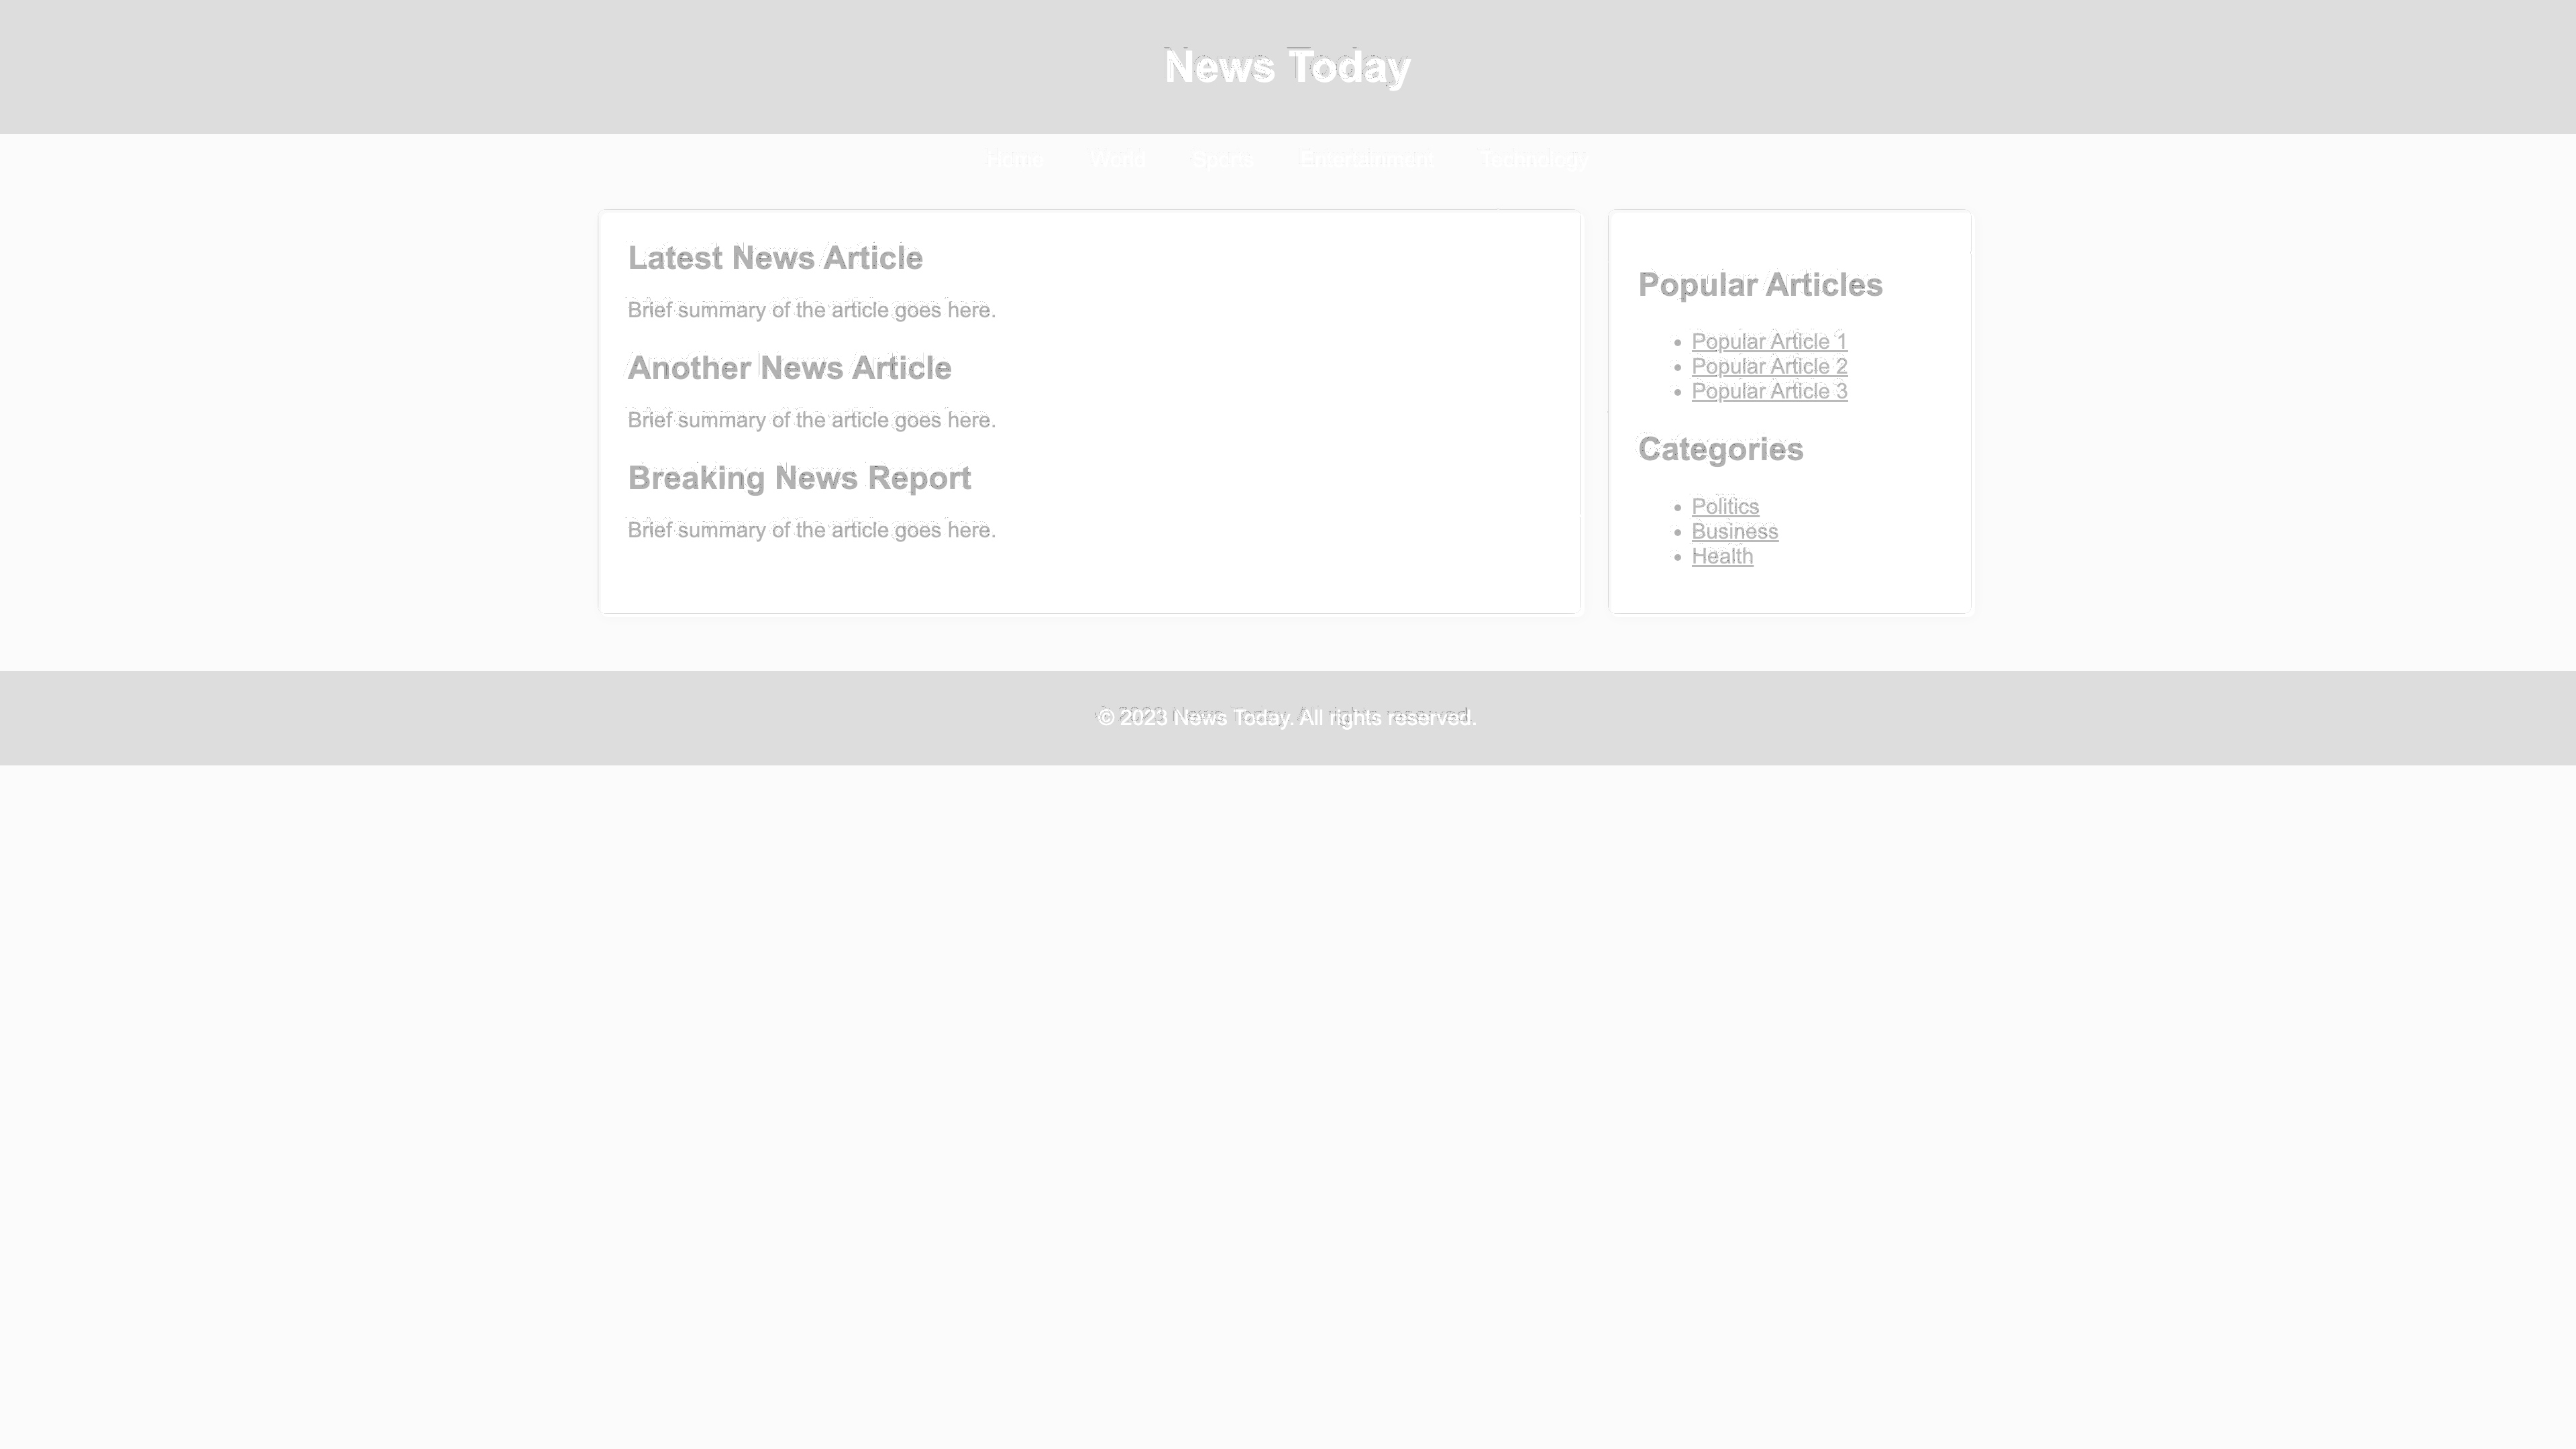 News Today
Home World Sports Entertainment Technology
Latest News Article
Brief summary of the article goes here.
Another News Article
Brief summary of the article goes here.
Breaking News Report
Brief summary of the article goes here.
Popular Articles
Popular Article 1
Popular Article 2
Popular Article 3
Categories
Politics
Business
Health
© 2023 News Today. All rights reserved.